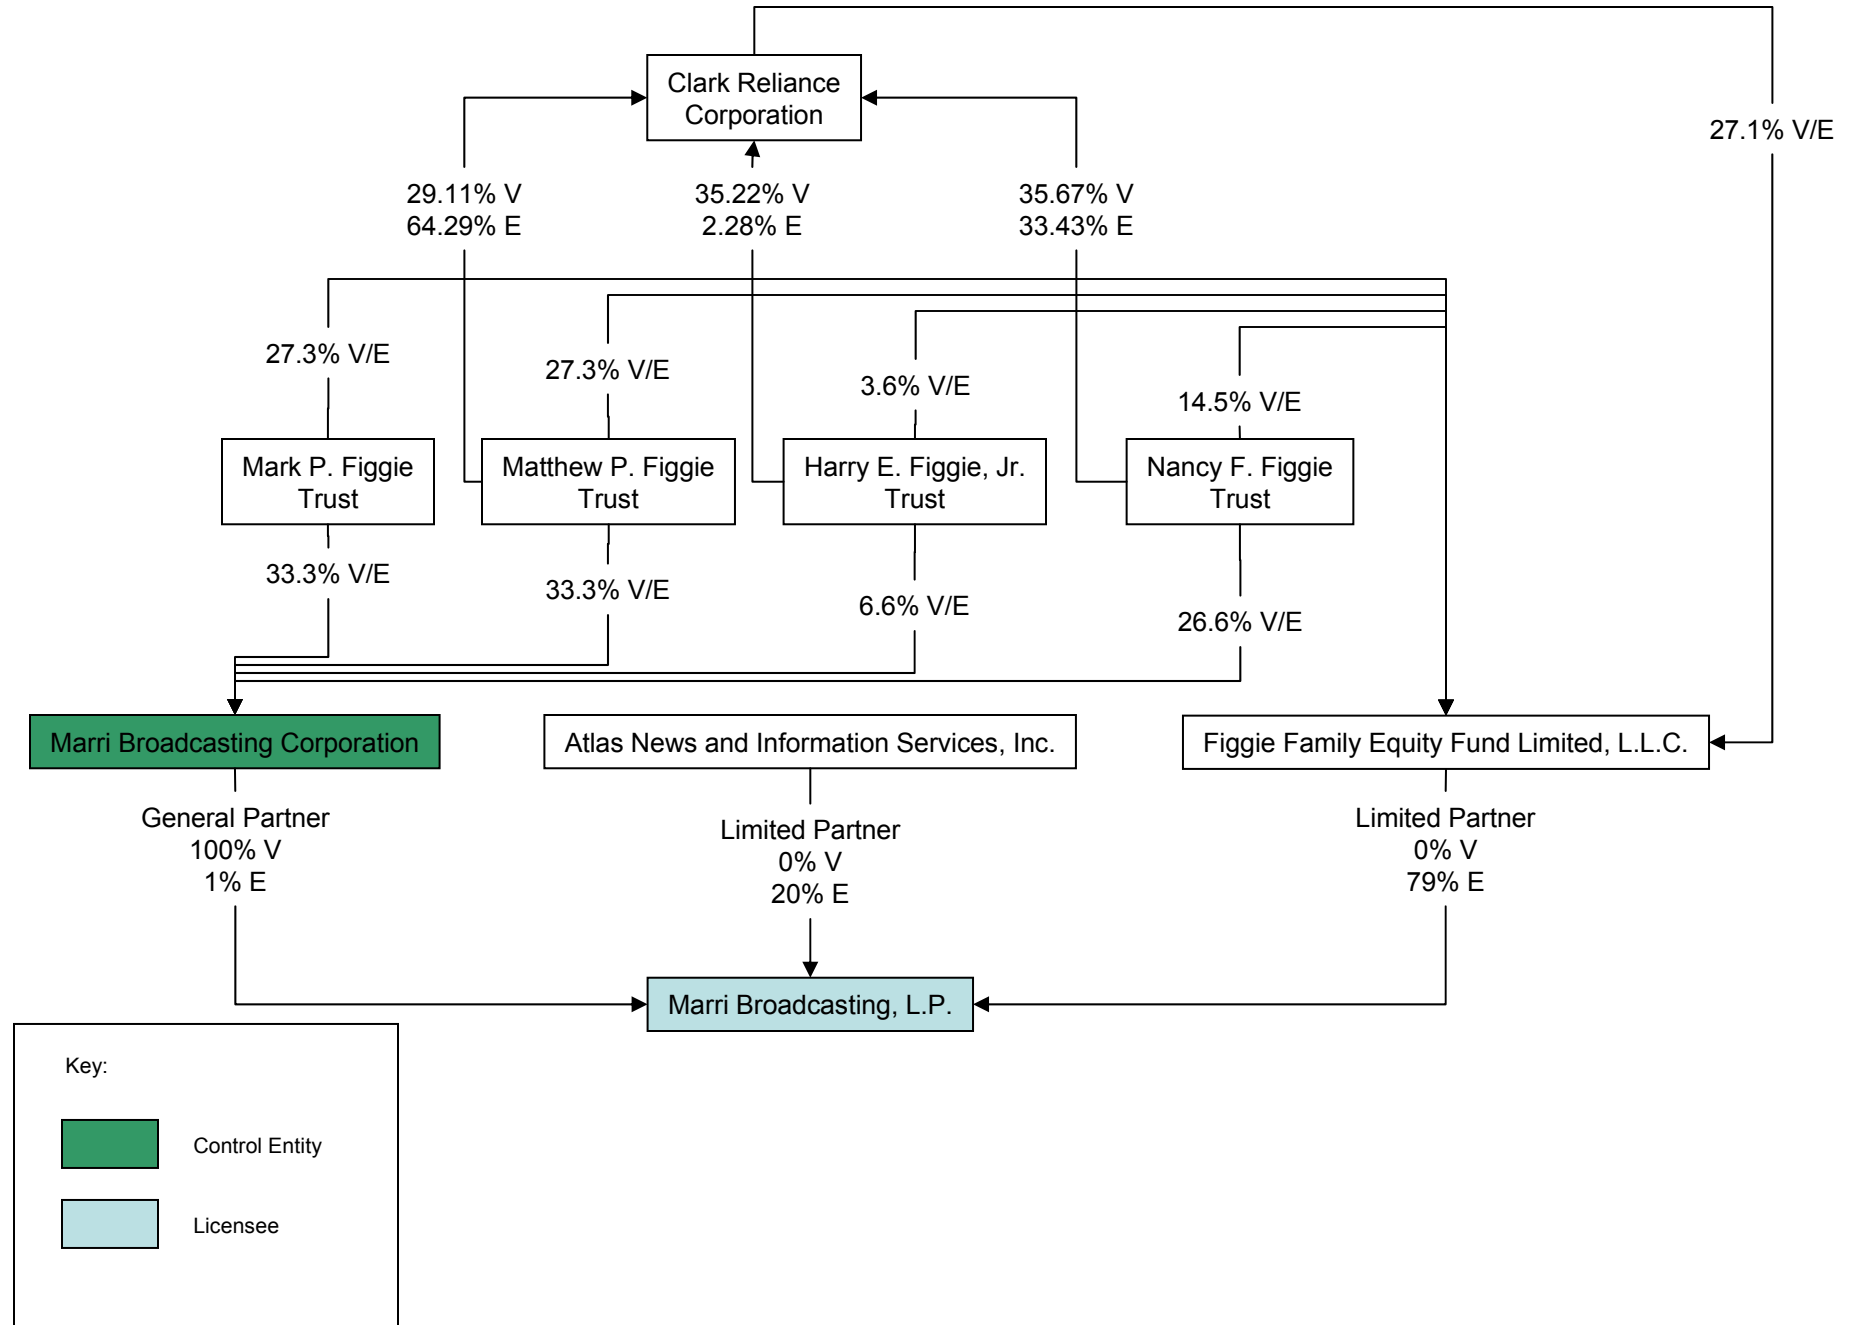 Clark Reliance
Corporation
27.1% V/E
29.11% V
64.29% E
35.22% V
2.28% E
35.67% V
33.43% E
27.3% V/E
27.3% V/E
3.6% V/E
14.5% V/E
Mark P. Figgie
Trust
Matthew P. Figgie
Trust
Harry E. Figgie, Jr.
Trust
Nancy F. Figgie
Trust
33.3% V/E
33.3% V/E
6.6% V/E
26.6% V/E
Marri Broadcasting Corporation
Atlas News and Information Services, Inc.
Figgie Family Equity Fund Limited, L.L.C.
General Partner
100% V
1% E
Limited Partner
0% V
20% E
Limited Partner
0% V
79% E
Marri Broadcasting, L.P.
Key:
Control Entity
Licensee